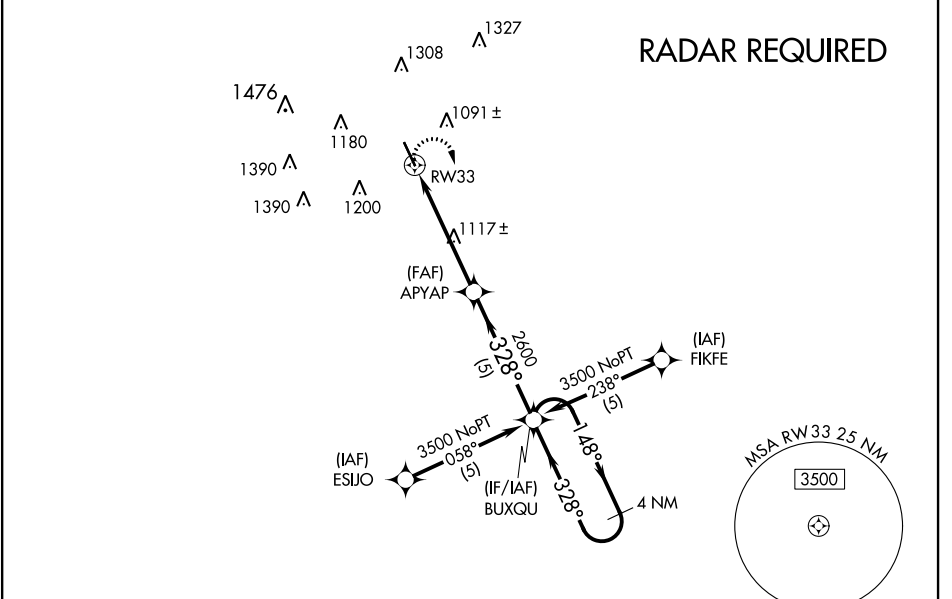 1327
1308
RADAR REQUIRED
1476
1091 ±
1180
1390
RW33
1390
1200
1117 ±
(FAF)
APYAP
2600
328°
(5)
(IAF)
FIKFE
3500 NoPT
238°
(5)
3500 NoPT
058°
(5)
(IAF)
ESIJO
(IF/IAF)
BUXQU
148°
328°
4 NM
MSA RW33 25 NM
3500